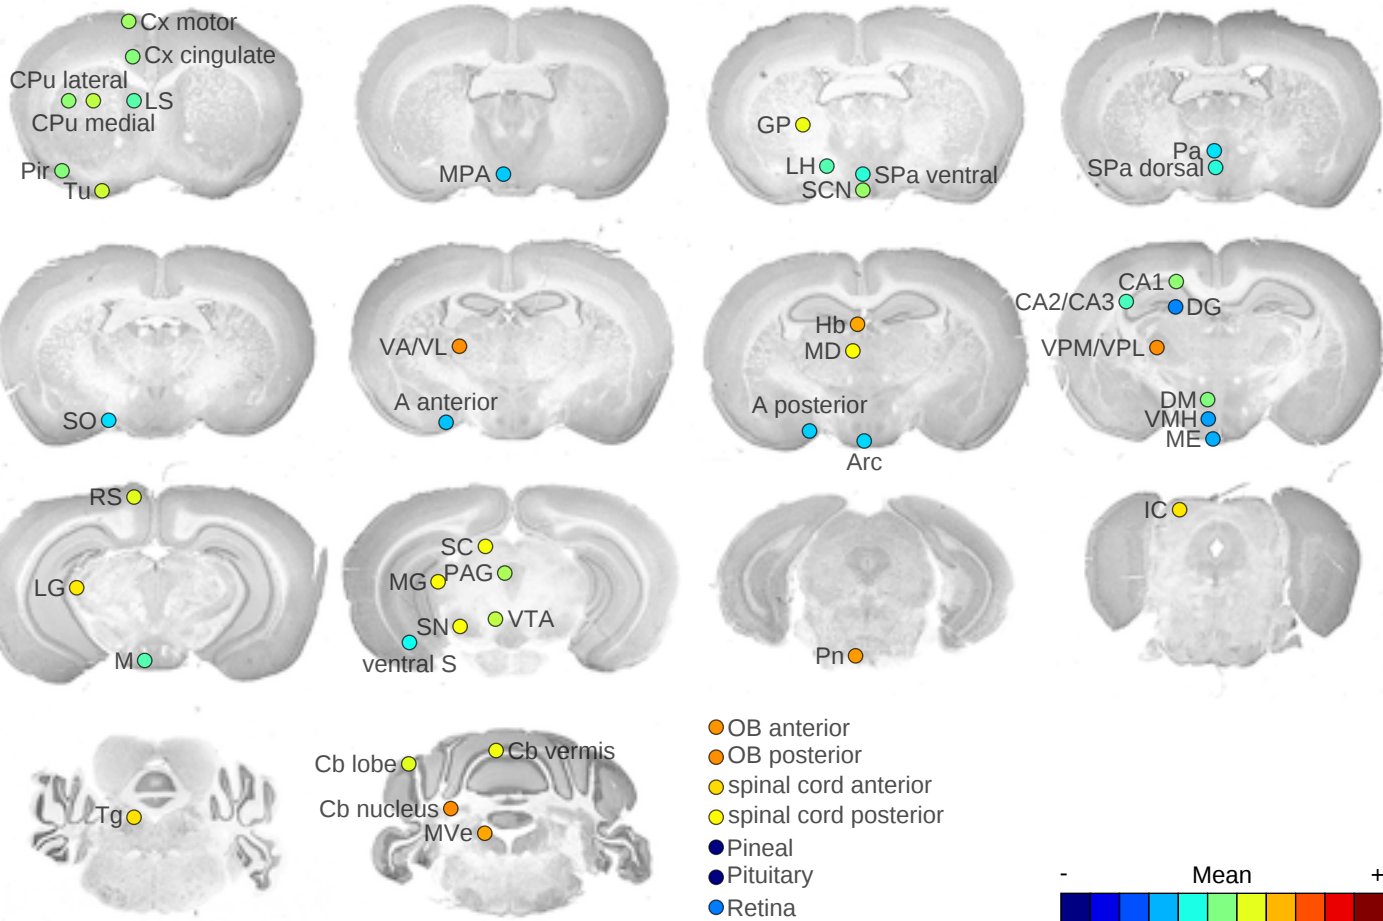 Cx motor
Cx cingulate
CPu lateral
LS
CPu medial
Pir
Tu
MPA
GP
LH
SPa ventral
SCN
Pa
SPa dorsal
SO
VA/VL
A anterior
Hb
MD
A posterior
Arc
CA1
CA2/CA3
DG
VPM/VPL
DM
VMH
ME
RS
LG
M
SC
PAG
MG
SN
VTA
ventral S
Pn
IC
Tg
Cb vermis
Cb lobe
Cb nucleus
MVe
OB anterior
OB posterior
spinal cord anterior
spinal cord posterior
Pineal
Pituitary
Retina
- Mean +